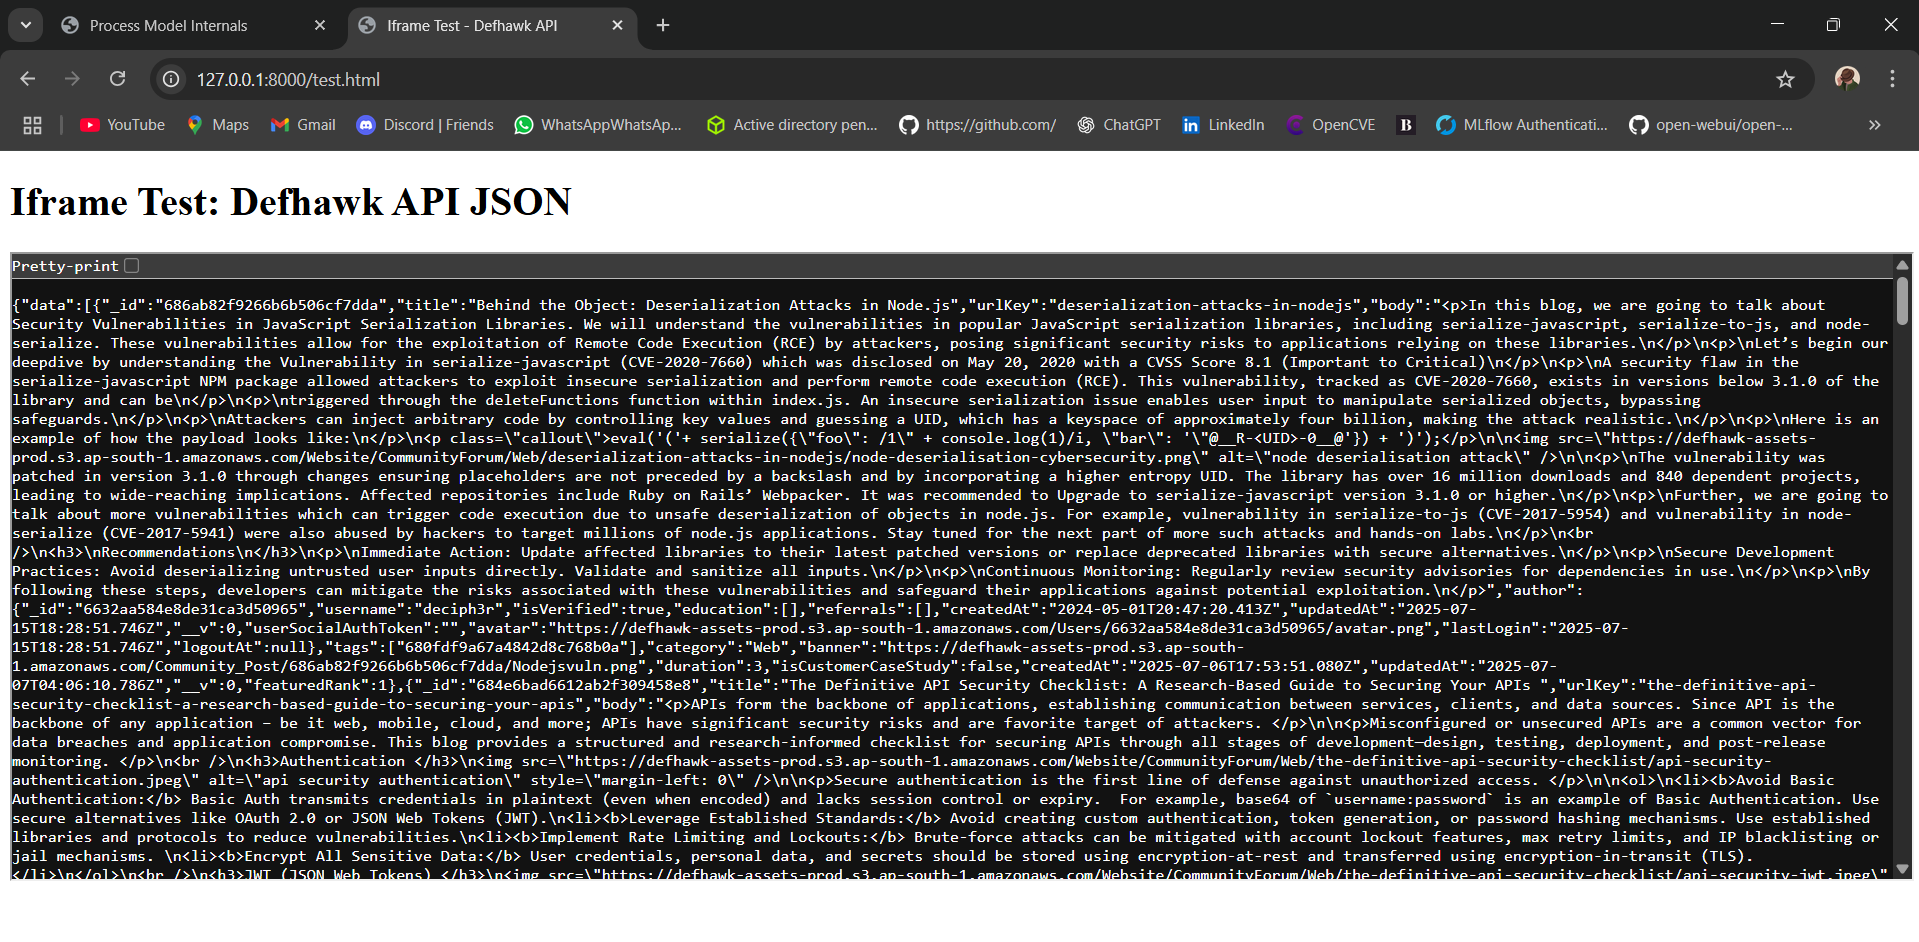 Process Model Internals
Iframe Test - Defhawk API
127.0.0.1:8000/test.html
YouTube
Maps
Gmail
Discord | Friends
WhatsAppWhatsAp...
Active directory pen...
https://github.com/
ChatGPT
LinkedIn
OpenCVE
B
MLflow Authenticati...
open-webui/open-...
Iframe Test: Defhawk API JSON
Pretty-print
{"data":[{"_id":"686ab82f9266b6b506cf7dda","title":"Behind the Object: Deserialization Attacks in Node.js","urlKey":"deserialization-attacks-in-nodejs","body":"<p>In this blog, we are going to talk about
Security Vulnerabilities in JavaScript Serialization Libraries. We will understand the vulnerabilities in popular JavaScript serialization libraries, including serialize-javascript, serialize-to-js, and node-
serialize. These vulnerabilities allow for the exploitation of Remote Code Execution (RCE) by attackers, posing significant security risks to applications relying on these libraries.\n</p>\n<p>\nLet’s begin our
deepdive by understanding the Vulnerability in serialize-javascript (CVE-2020-7660) which was disclosed on May 20, 2020 with a CVSS Score 8.1 (Important to Critical)\n</p>\n<p>\nA security flaw in the
serialize-javascript NPM package allowed attackers to exploit insecure serialization and perform remote code execution (RCE). This vulnerability, tracked as CVE-2020-7660, exists in versions below 3.1.0 of the
library and can be\n</p>\n<p>\ntriggered through the deleteFunctions function within index.js. An insecure serialization issue enables user input to manipulate serialized objects, bypassing
safeguards.\n</p>\n<p>\nAttackers can inject arbitrary code by controlling key values and guessing a UID, which has a keyspace of approximately four billion, making the attack realistic.\n</p>\n<p>\nHere is an
example of how the payload looks like:\n</p>\n<p class=\"callout\">eval('('+ serialize({\"foo\": /1\" + console.log(1)/i, \"bar\": '\"@__R-<UID>-0__@'}) + ')');</p>\n\n<img src=\"https://defhawk-assets-
prod.s3.ap-south-1.amazonaws.com/Website/CommunityForum/Web/deserialization-attacks-in-nodejs/node-deserialisation-cybersecurity.png\" alt=\"node deserialisation attack\" />\n\n<p>\nThe vulnerability was
patched in version 3.1.0 through changes ensuring placeholders are not preceded by a backslash and by incorporating a higher entropy UID. The library has over 16 million downloads and 840 dependent projects,
leading to wide-reaching implications. Affected repositories include Ruby on Rails’ Webpacker. It was recommended to Upgrade to serialize-javascript version 3.1.0 or higher.\n</p>\n<p>\nFurther, we are going to
talk about more vulnerabilities which can trigger code execution due to unsafe deserialization of objects in node.js. For example, vulnerability in serialize-to-js (CVE-2017-5954) and vulnerability in node-
serialize (CVE-2017-5941) were also abused by hackers to target millions of node.js applications. Stay tuned for the next part of more such attacks and hands-on labs.\n</p>\n<br
/>\n<h3>\nRecommendations\n</h3>\n<p>\nImmediate Action: Update affected libraries to their latest patched versions or replace deprecated libraries with secure alternatives.\n</p>\n<p>\nSecure Development
Practices: Avoid deserializing untrusted user inputs directly. Validate and sanitize all inputs.\n</p>\n<p>\nContinuous Monitoring: Regularly review security advisories for dependencies in use.\n</p>\n<p>\nBy
following these steps, developers can mitigate the risks associated with these vulnerabilities and safeguard their applications against potential exploitation.\n</p>","author":
{"_id":"6632aa584e8de31ca3d50965","username":"deciph3r","isVerified":true,"education":[],"referrals":[],"createdAt":"2024-05-01T20:47:20.413Z","updatedAt":"2025-07-
15T18:28:51.746Z","__v":0,"userSocialAuthToken":"","avatar":"https://defhawk-assets-prod.s3.ap-south-1.amazonaws.com/Users/6632aa584e8de31ca3d50965/avatar.png","lastLogin":"2025-07-
15T18:28:51.746Z","logoutAt":null},"tags":["680fdf9a67a4842d8c768b0a"],"category":"Web","banner":"https://defhawk-assets-prod.s3.ap-south-
1.amazonaws.com/Community_Post/686ab82f9266b6b506cf7dda/Nodejsvuln.png","duration":3,"isCustomerCaseStudy":false,"createdAt":"2025-07-06T17:53:51.080Z","updatedAt":"2025-07-
07T04:06:10.786Z","__v":0,"featuredRank":1},{"_id":"684e6bad6612ab2f309458e8","title":"The Definitive API Security Checklist: A Research-Based Guide to Securing Your APIs ","urlKey":"the-definitive-api-
security-checklist-a-research-based-guide-to-securing-your-apis","body":"<p>APIs form the backbone of applications, establishing communication between services, clients, and data sources. Since API is the
backbone of any application – be it web, mobile, cloud, and more; APIs have significant security risks and are favorite target of attackers. </p>\n\n<p>Misconfigured or unsecured APIs are a common vector for
data breaches and application compromise. This blog provides a structured and research-informed checklist for securing APIs through all stages of development—design, testing, deployment, and post-release
monitoring. </p>\n<br />\n<h3>Authentication </h3>\n<img src=\"https://defhawk-assets-prod.s3.ap-south-1.amazonaws.com/Website/CommunityForum/Web/the-definitive-api-security-checklist/api-security-
authentication.jpeg\" alt=\"api security authentication\" style=\"margin-left: 0\" />\n\n<p>Secure authentication is the first line of defense against unauthorized access. </p>\n\n<ol>\n<li><b>Avoid Basic
Authentication:</b> Basic Auth transmits credentials in plaintext (even when encoded) and lacks session control or expiry.  For example, base64 of `username:password` is an example of Basic Authentication. Use
secure alternatives like OAuth 2.0 or JSON Web Tokens (JWT).\n<li><b>Leverage Established Standards:</b> Avoid creating custom authentication, token generation, or password hashing mechanisms. Use established
libraries and protocols to reduce vulnerabilities.\n<li><b>Implement Rate Limiting and Lockouts:</b> Brute-force attacks can be mitigated with account lockout features, max retry limits, and IP blacklisting or
jail mechanisms. \n<li><b>Encrypt All Sensitive Data:</b> User credentials, personal data, and secrets should be stored using encryption-at-rest and transferred using encryption-in-transit (TLS).
</li>\n</ol>\n<br />\n<h3>JWT (JSON Web Tokens) </h3>\n<img src=\"https://defhawk-assets-prod.s3.ap-south-1.amazonaws.com/Website/CommunityForum/Web/the-definitive-api-security-checklist/api-security-jwt.jpeg\"